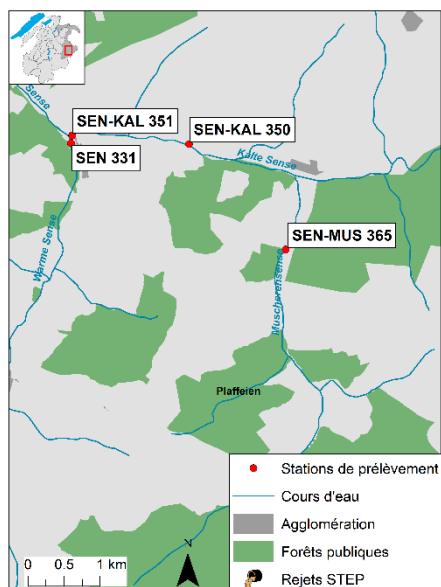 Sense
SEN-KAL 351
SEN-KAL 350
SEN 331
Kalte Sense
SEN-MUS 365
Warme Sense
Muscherensense
Plaffeien
N
0 0.5 1 km
Stations de prélèvement
Cours d'eau
Agglomération
Forêts publiques
Rejets STEP